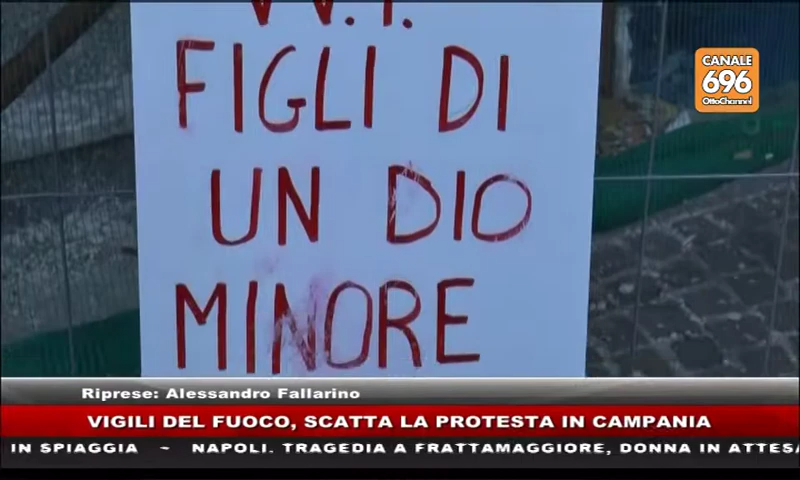 FIGLI DI
UN DIO
MINORE
CANALE
696
OttoChannel
Riprese: Alessandro Fallarino
VIGILI DEL FUOCO, SCATTA LA PROTESTA IN CAMPANIA
IN SPIAGGIA ~ NAPOLI. TRAGEDIA A FRATTAMAGGIORE, DONNA IN ATTESA